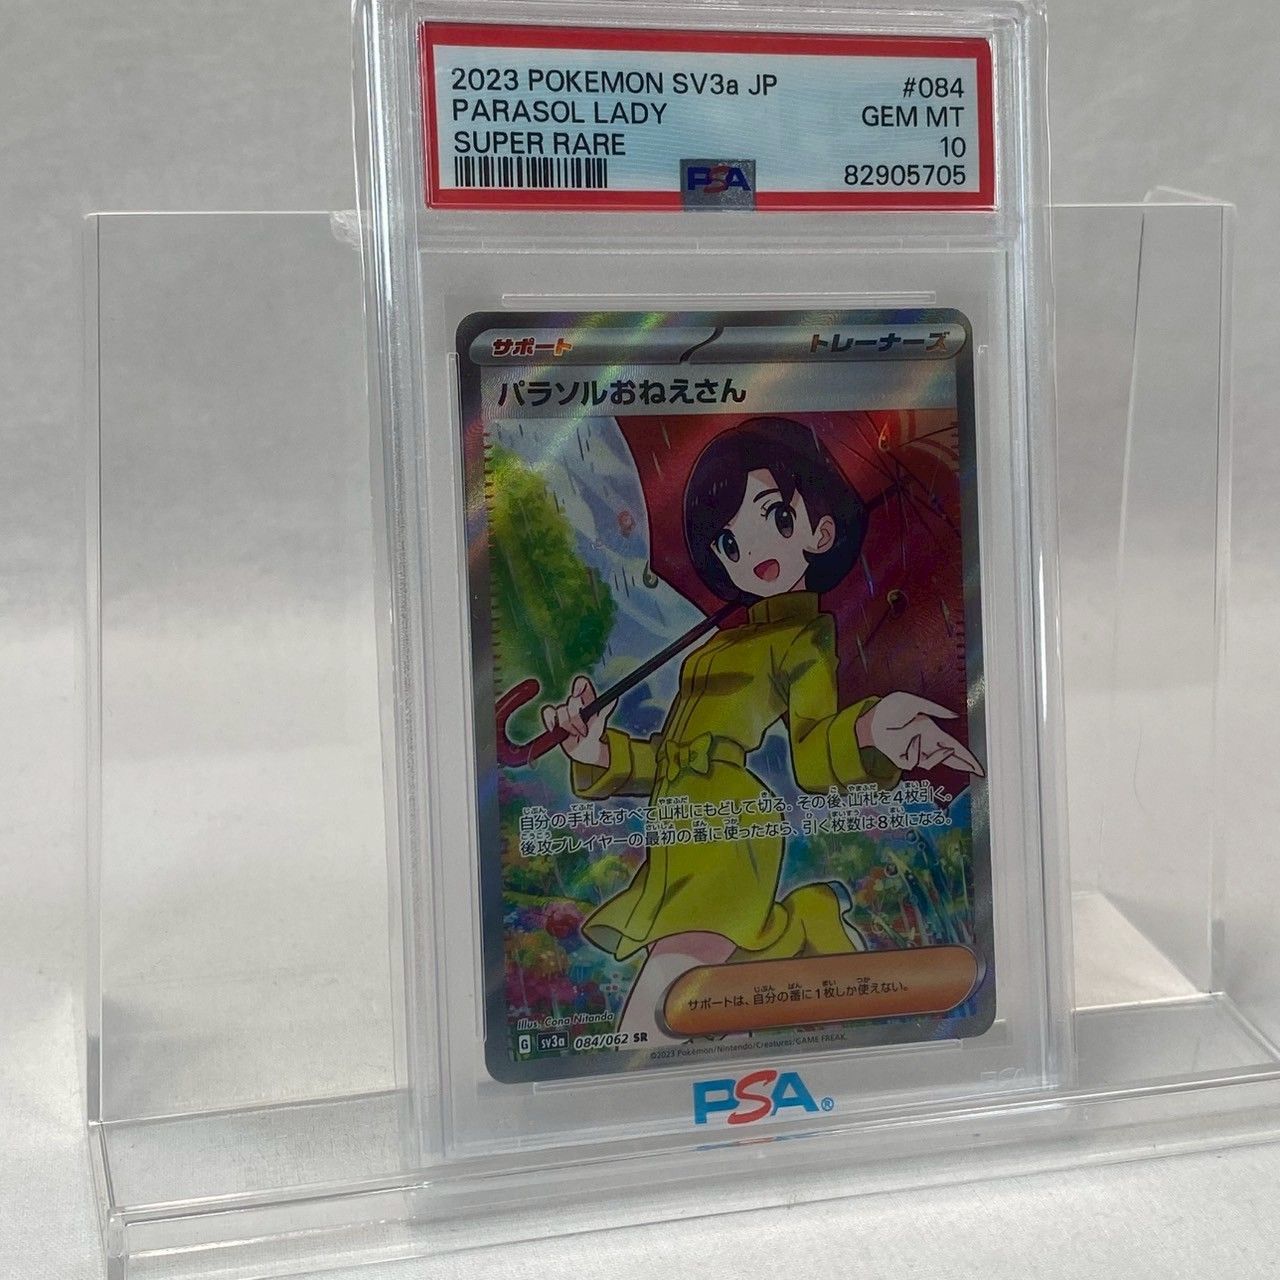 2023 POKEMON SV3a JP
#084
PARASOL LADY
GEM MT
SUPER RARE
10
PSA
82905705
サポート
トレーナーズ
パラソルおねえさん
自分の手札をすべて山札にもどして切る。その後、山札を4枚引く。
後攻プレイヤーの最初の番に使ったなら、引く枚数は8枚になる。
サポートは、自分の番に1枚しか使えない。
Illus. Cona Nitanda
G SV3a 084/062 SR
©2023 Pokémon/Nintendo/Creatures/GAME FREAK.
PSA®